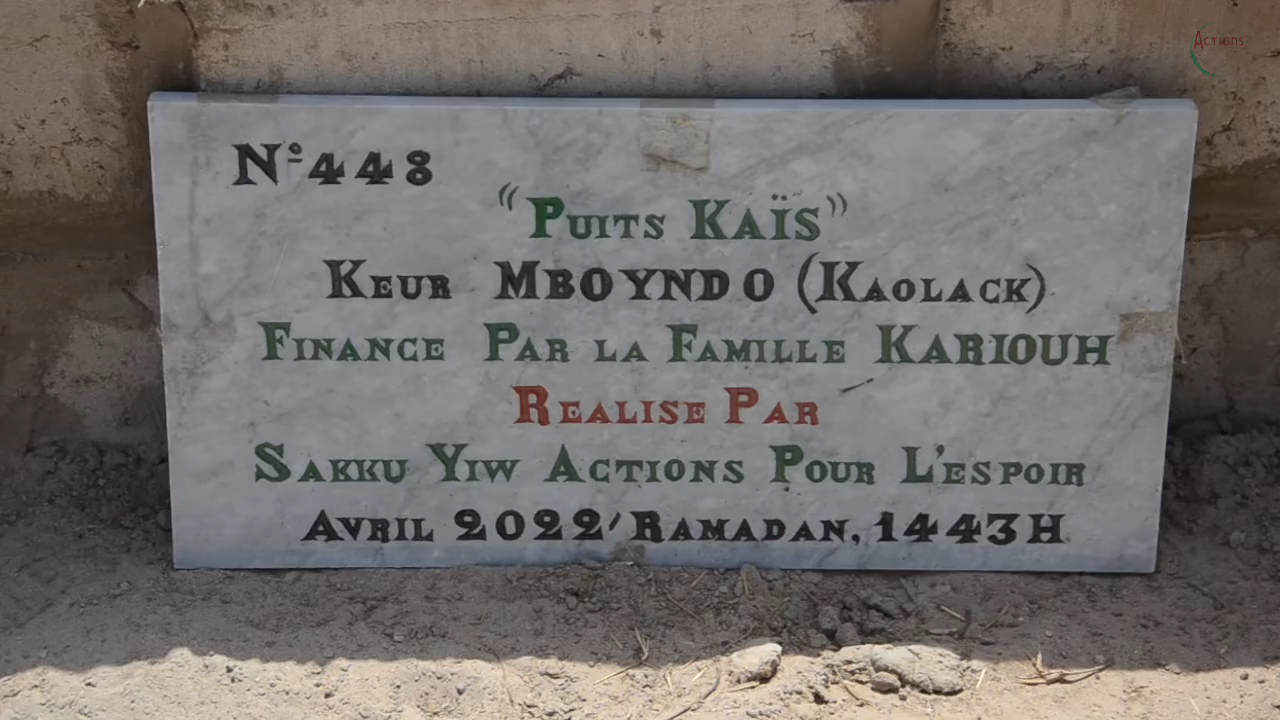 Actions
N° 448
"Puits Kaïs"
Keur Mboyndo (Kaolack)
Finance Par la Famille Kariouh
Realise Par
Sakku Yiw Actions Pour L'espoir
Avril 2022/ Ramadan, 1443H